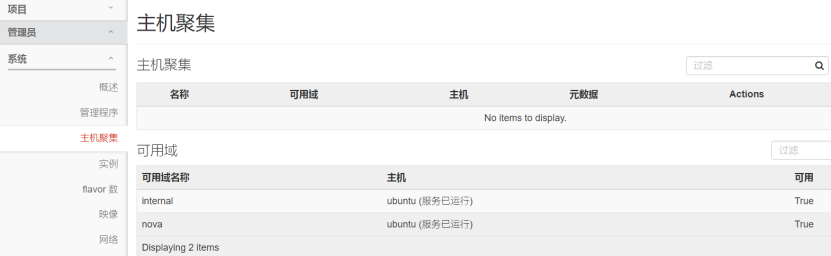 项目
管理员
系统
概述
管理程序
主机聚集
实例
flavor 数
映像
网络
主机聚集
主机聚集
过滤
名称 可用域 主机 元数据 Actions
No items to display.
可用域
过滤
可用域名称 主机 可用
internal ubuntu (服务已运行) True
nova ubuntu (服务已运行) True
Displaying 2 items